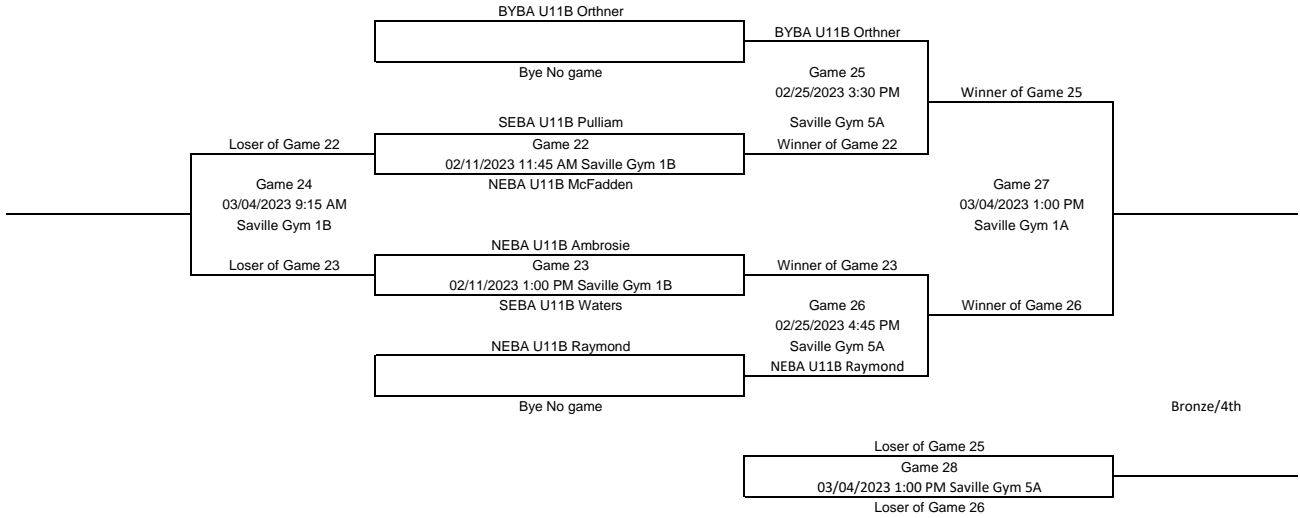 BYBA U11B Orthner
BYBA U11B Orthner
Bye No game
Game 25
02/25/2023 3:30 PM
Winner of Game 25
SEBA U11B Pulliam
Saville Gym 5A
Loser of Game 22
Game 22
Winner of Game 22
02/11/2023 11:45 AM Saville Gym 1B
Game 24
NEBA U11B McFadden
Game 27
03/04/2023 9:15 AM
03/04/2023 1:00 PM
Saville Gym 1B
Saville Gym 1A
NEBA U11B Ambrosie
Loser of Game 23
Game 23
Winner of Game 23
02/11/2023 1:00 PM Saville Gym 1B
SEBA U11B Waters
Game 26
Winner of Game 26
02/25/2023 4:45 PM
NEBA U11B Raymond
Saville Gym 5A
NEBA U11B Raymond
Bye No game
Bronze/4th
Loser of Game 25
Game 28
03/04/2023 1:00 PM Saville Gym 5A
Loser of Game 26